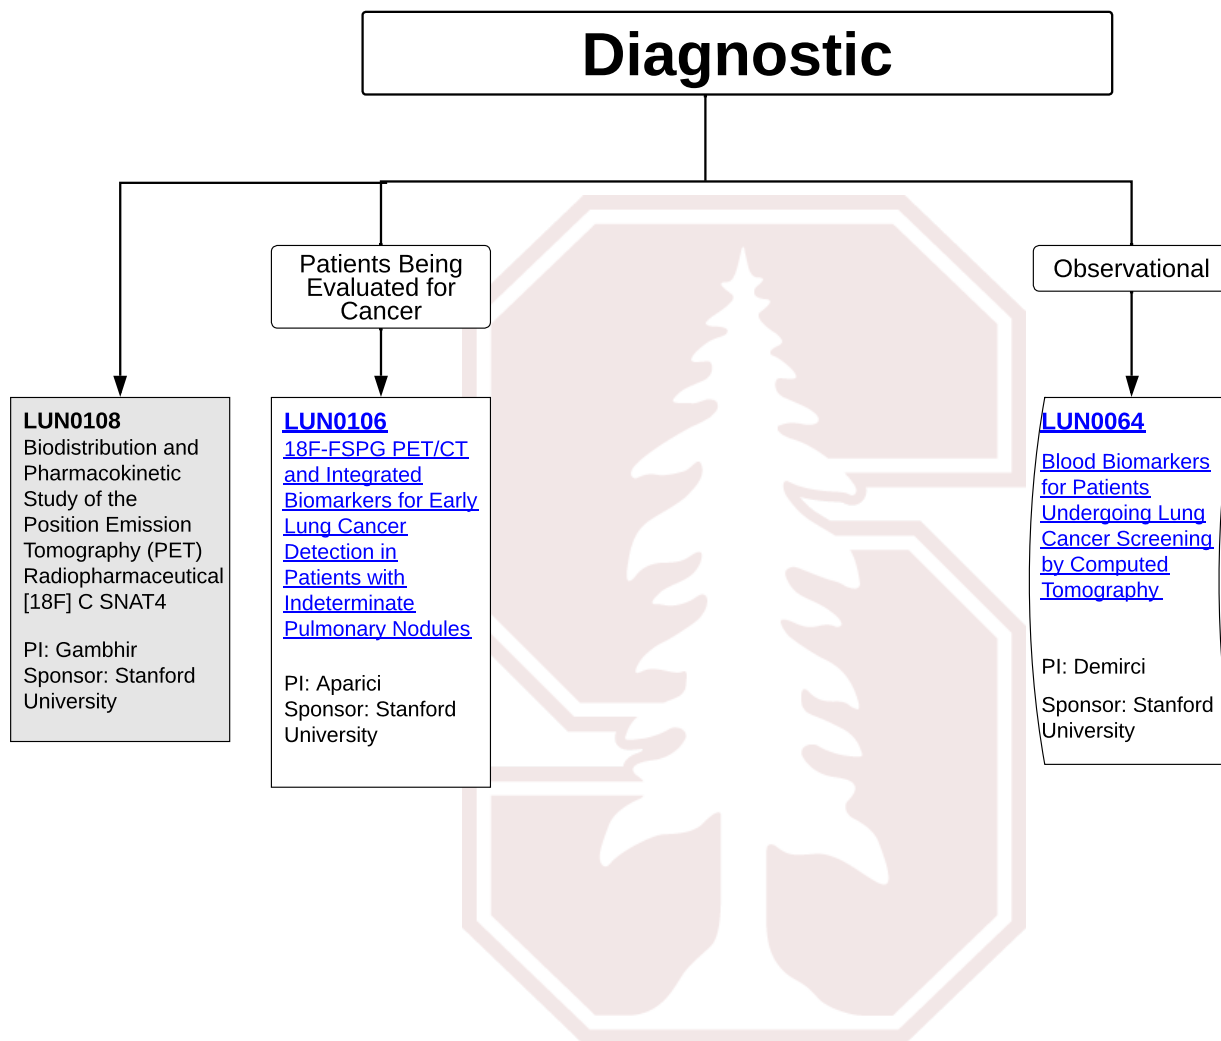 Diagnostic
Patients Being
Evaluated for
Cancer
Observational
LUN0108
Biodistribution and
Pharmacokinetic
Study of the
Position Emission
Tomography (PET)
Radiopharmaceutical
[18F] C SNAT4
PI: Gambhir
Sponsor: Stanford
University
LUN0106
18F-FSPG PET/CT
and Integrated
Biomarkers for Early
Lung Cancer
Detection in
Patients with
Indeterminate
Pulmonary Nodules
PI: Aparici
Sponsor: Stanford
University
LUN0064
Blood Biomarkers
for Patients
Undergoing Lung
Cancer Screening
by Computed
Tomography
PI: Demirci
Sponsor: Stanford
University